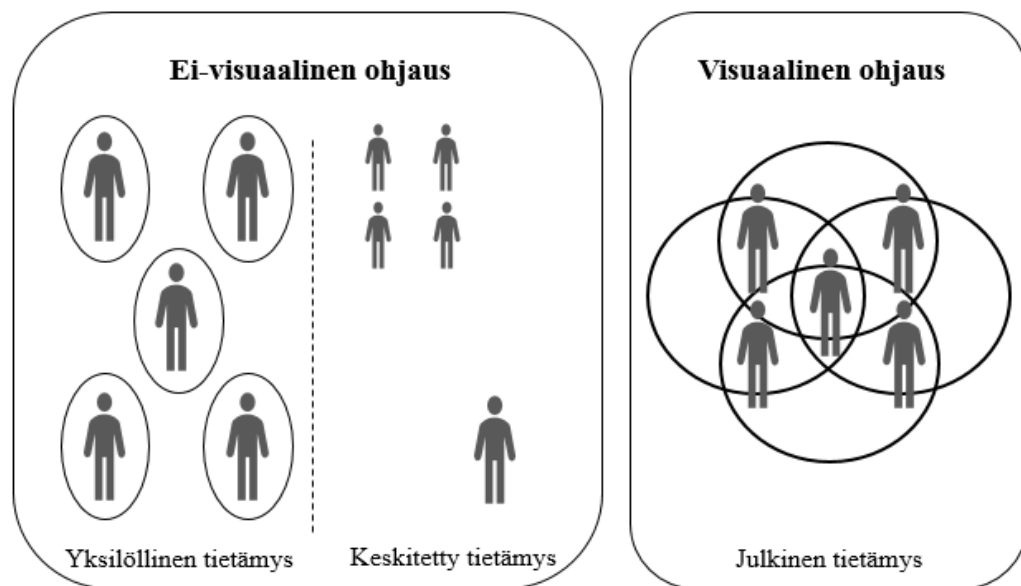 Ei-visuaalinen ohjaus
Yksilöllinen tietämys
Keskitetty tietämys
Visuaalinen ohjaus
Julkinen tietämys